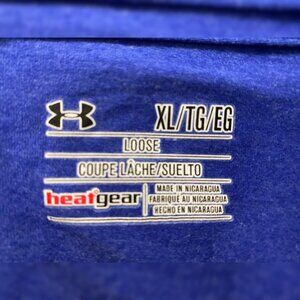 XL/TG/EG
LOOSE
COUPE LÂCHE/SUELTO
heatgear
MADE IN NICARAGUA
FABRIQUÉ AU NICARAGUA
HECHO EN NICARAGUA